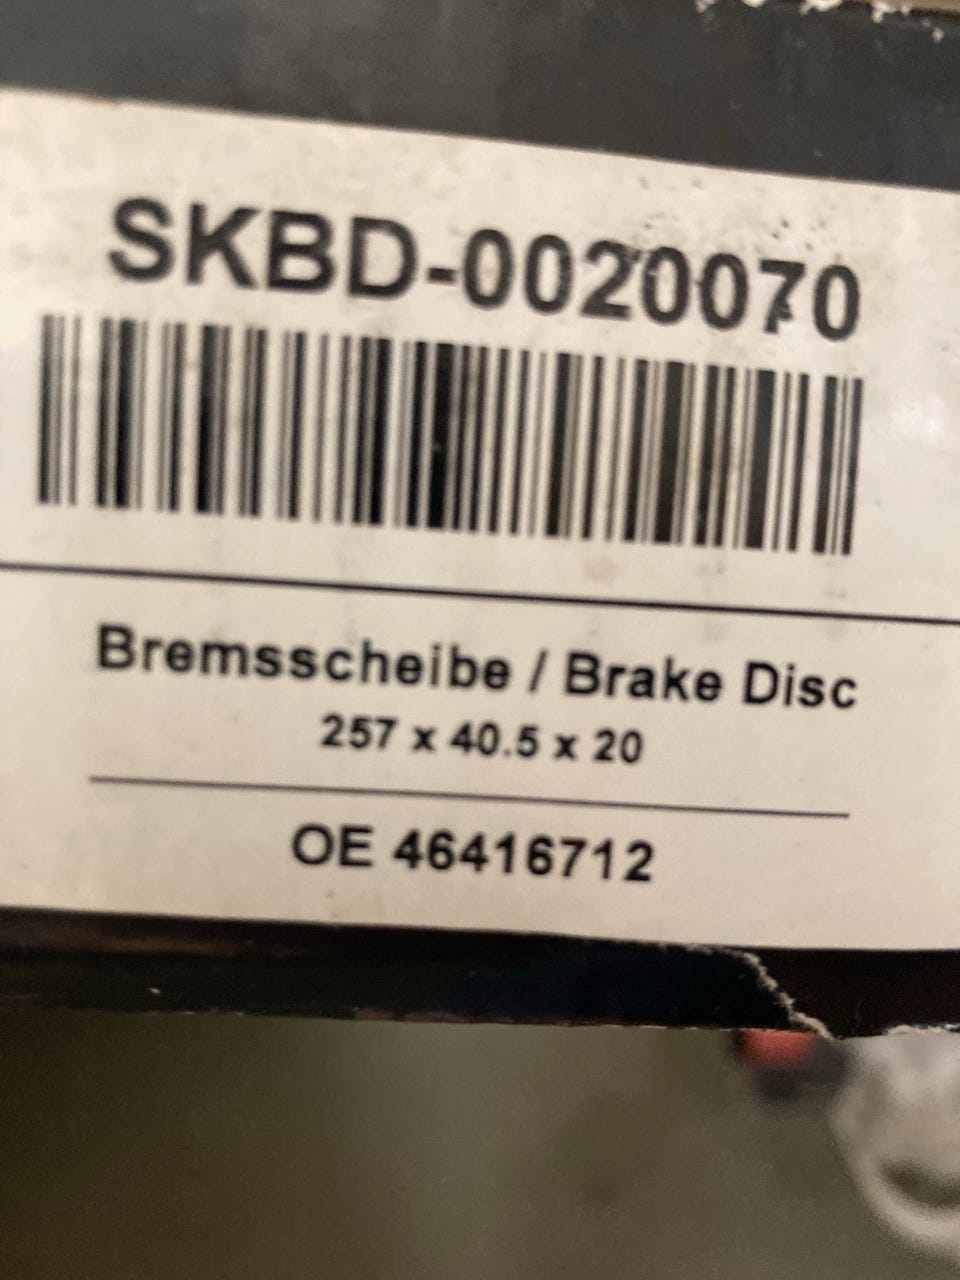 SKBD-0020070
Bremsscheibe / Brake Disc
257 x 40.5 x 20
OE 46416712